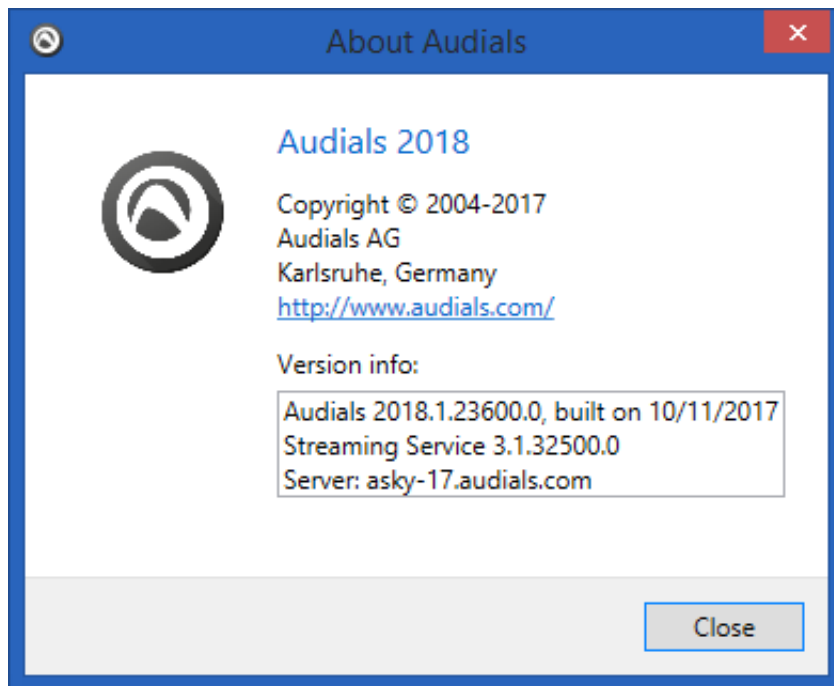 About Audials
Audials 2018
Copyright © 2004-2017
Audials AG
Karlsruhe, Germany
http://www.audials.com/
Version info:
Audials 2018.1.23600.0, built on 10/11/2017
Streaming Service 3.1.32500.0
Server: asky-17.audials.com
Close